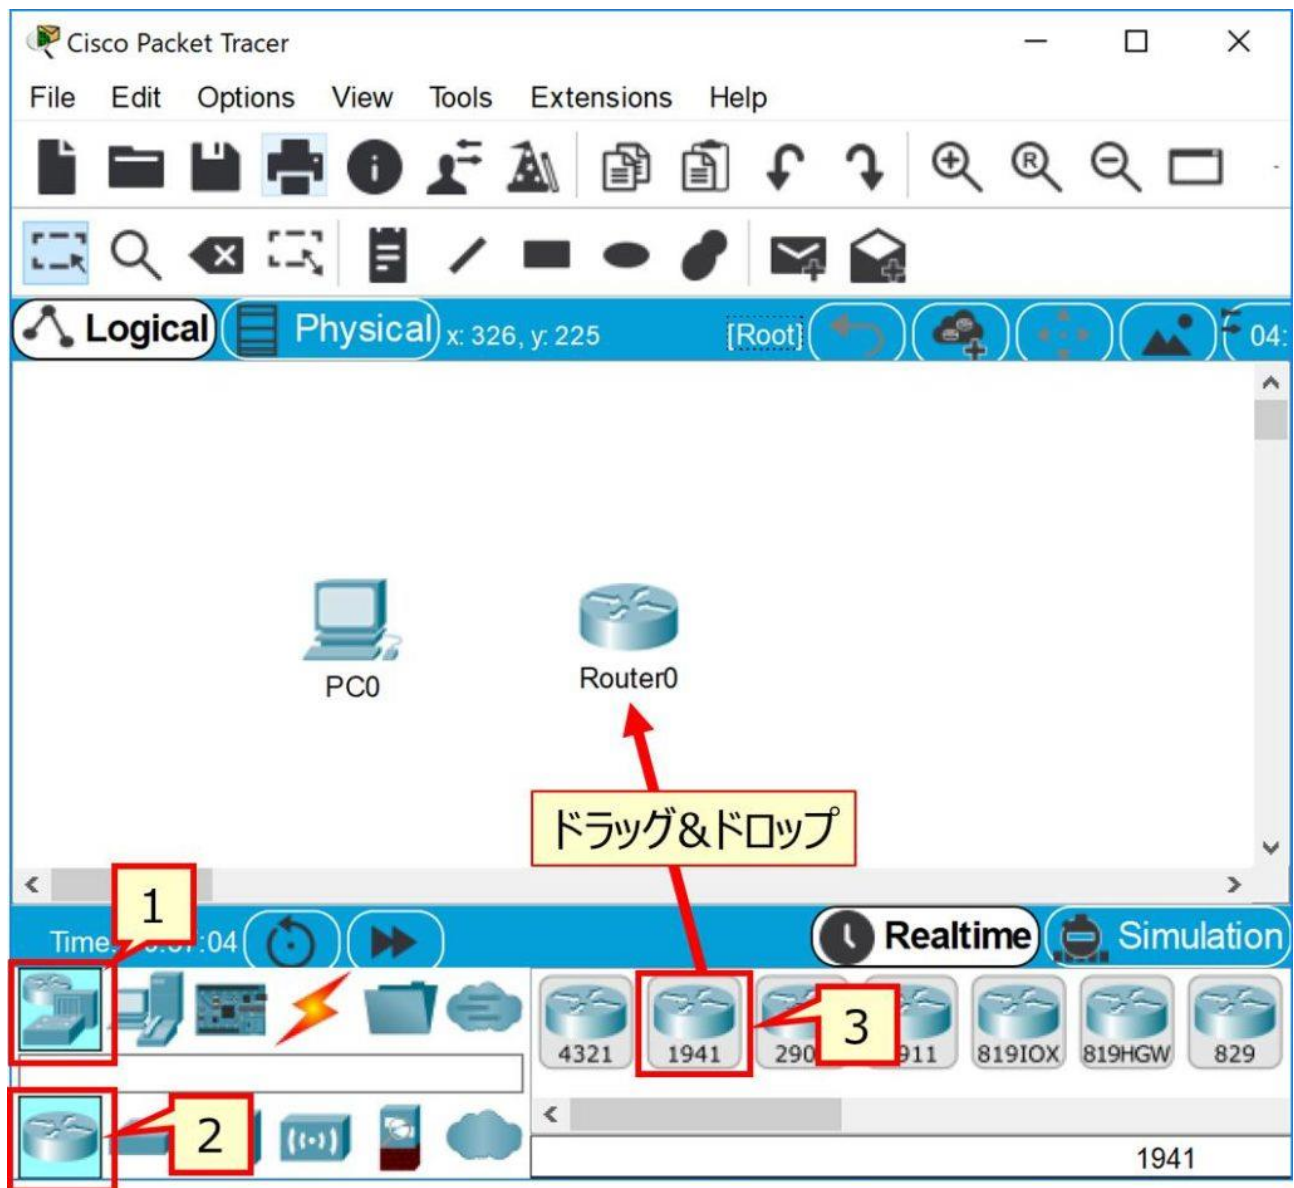 Cisco Packet Tracer
File Edit Options View Tools Extensions Help
Logical Physical x: 326, y: 225 [Root] 04:
PC0
Router0
ドラッグ&ドロップ
1
Realtime Simulation
3
4321 1941 819IOX 819HGW 829
2
1941